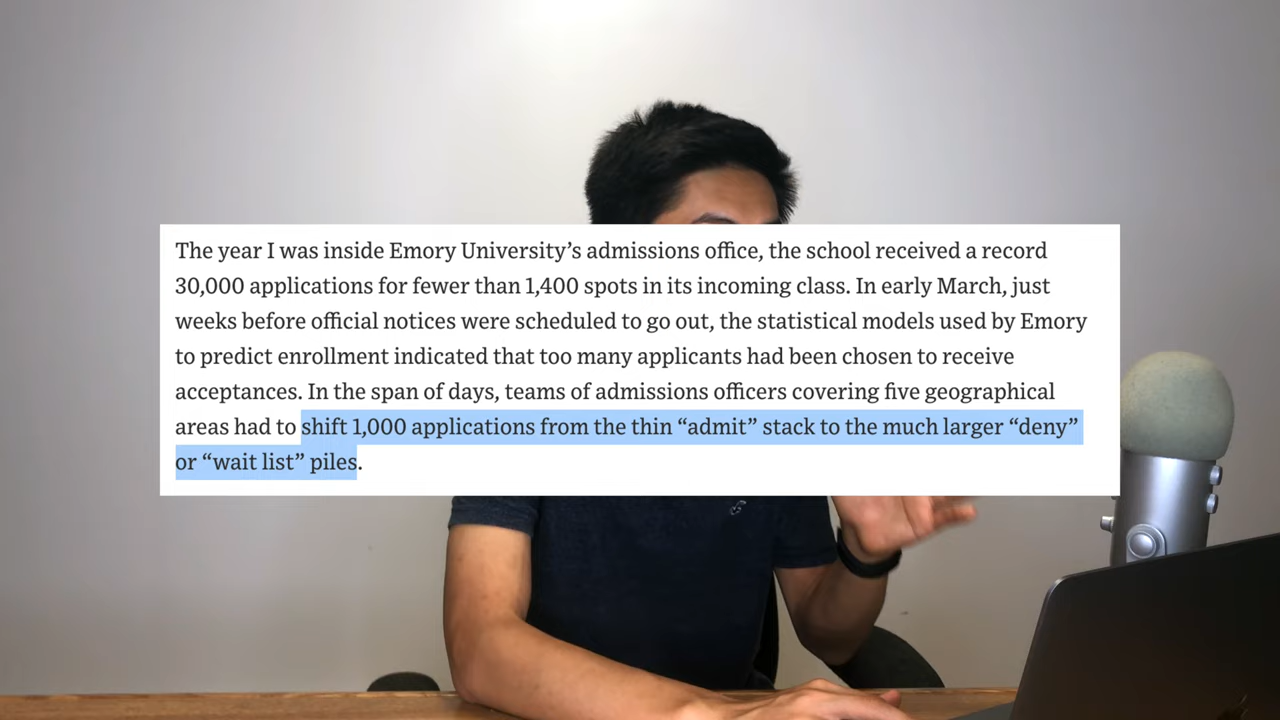 The year I was inside Emory University’s admissions office, the school received a record
30,000 applications for fewer than 1,400 spots in its incoming class. In early March, just
weeks before official notices were scheduled to go out, the statistical models used by Emory
to predict enrollment indicated that too many applicants had been chosen to receive
acceptances. In the span of days, teams of admissions officers covering five geographical
areas had to shift 1,000 applications from the thin “admit” stack to the much larger “deny”
or “wait list” piles.